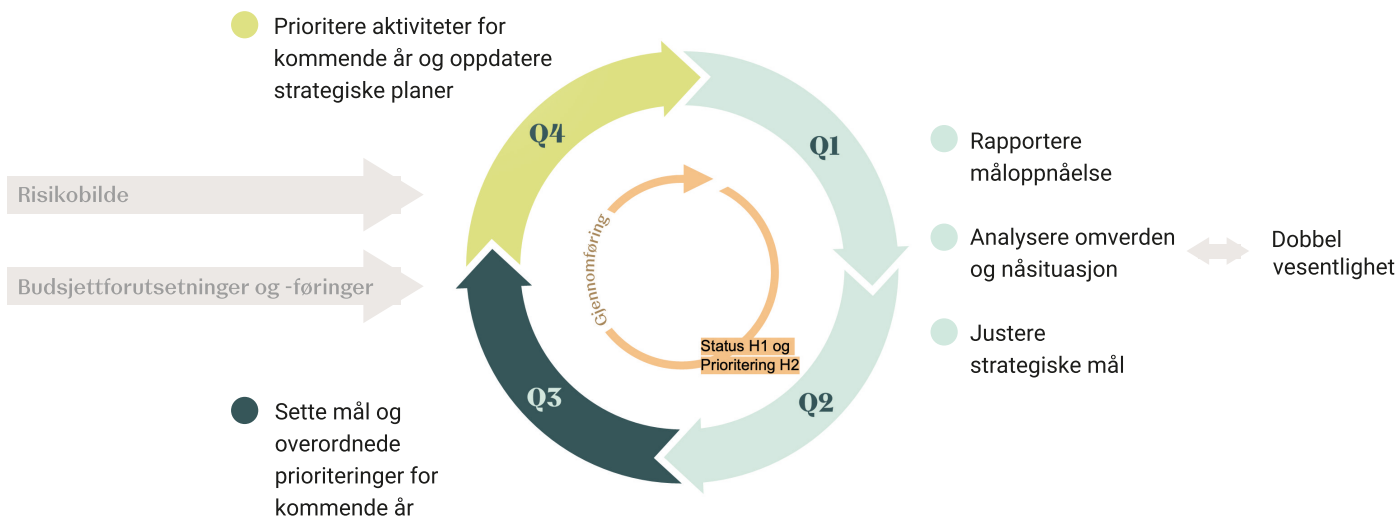 Prioritere aktiviteter for
kommende år og oppdatere
strategiske planer
Q4
Q1
Rapportere
måloppnåelse
Risikobilde
Analysere omverden
og nåsituasjon
Dobbel
vesentlighet
Gjennomføring
Budsjettforutsetninger og -føringer
Justere
strategiske mål
Status H1 og
Prioritering H2
Q3
Q2
Sette mål og
overordnede
prioriteringer for
kommende år